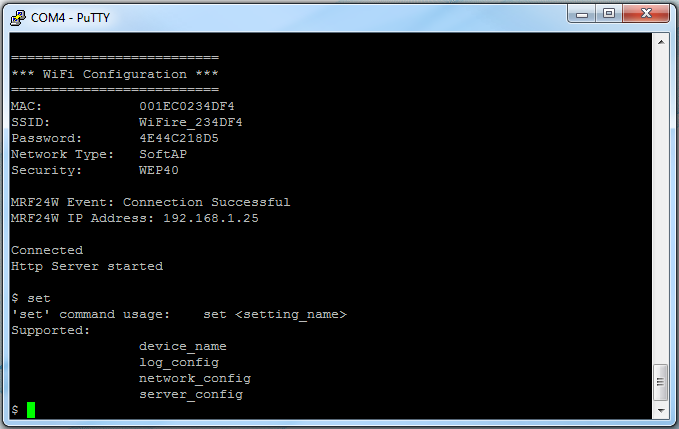 COM4 - PuTTY
===========================
*** WiFi Configuration ***
===========================
MAC: 001EC0234DF4
SSID: WiFire_234DF4
Password: 4E44C218D5
Network Type: SoftAP
Security: WEP40
MRF24W Event: Connection Successful
MRF24W IP Address: 192.168.1.25
Connected
Http Server started
$ set
'set' command usage: set <setting_name>
Supported:
device_name
log_config
network_config
server_config
$